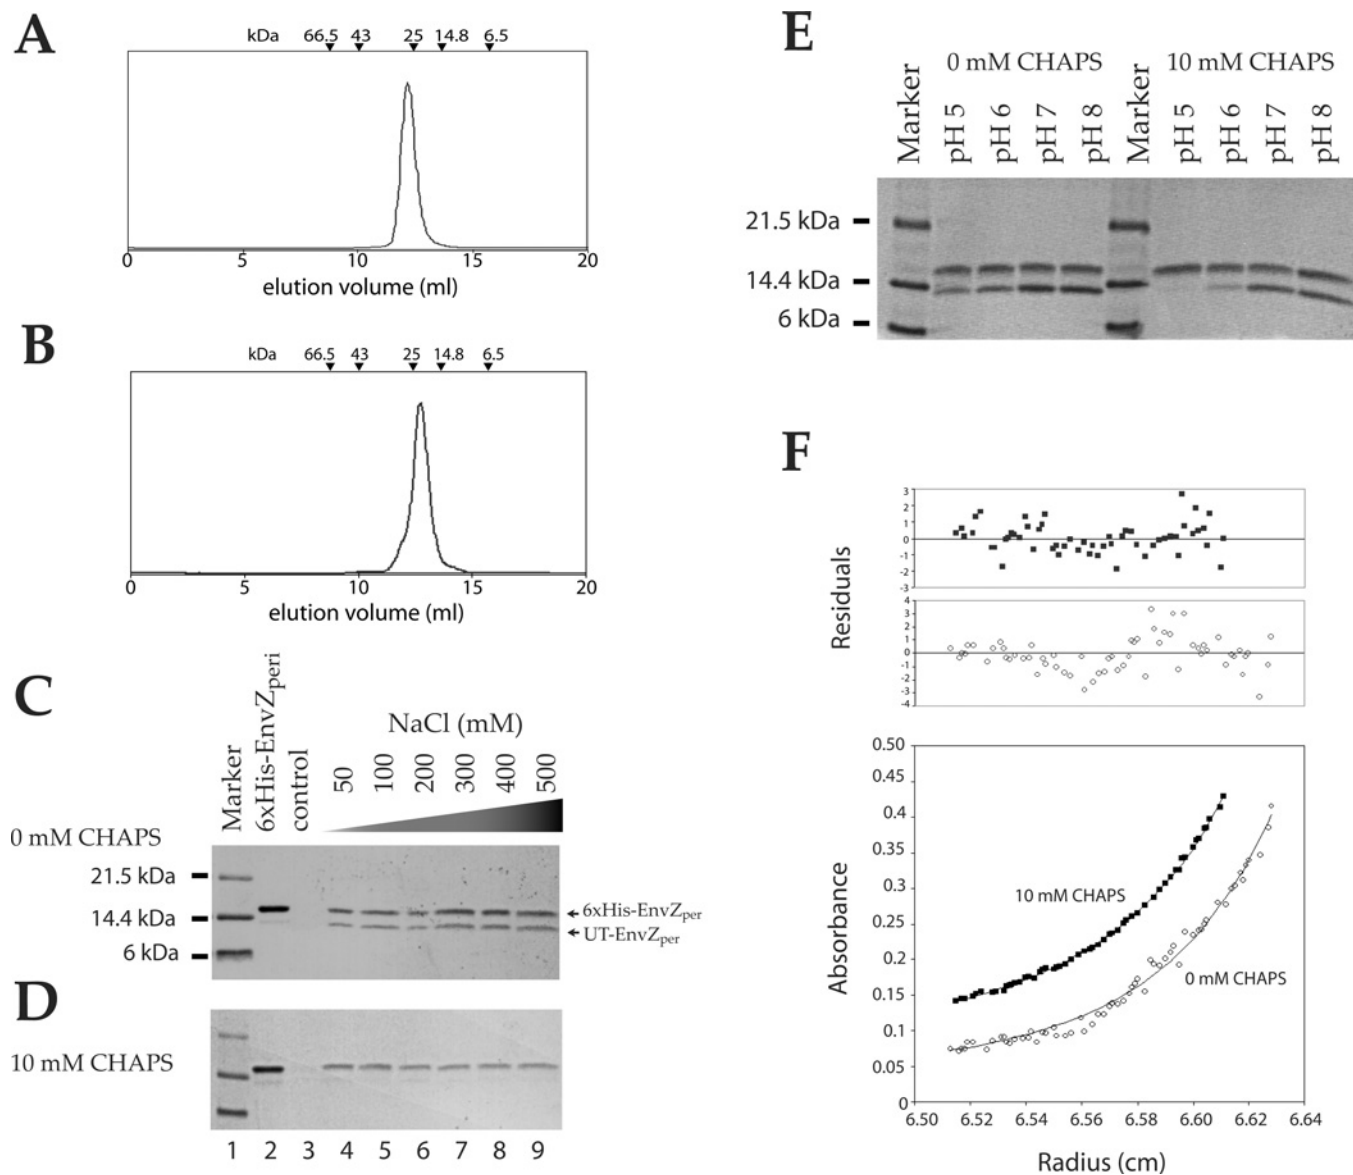 A
kDa 66.5 43 25 14.8 6.5
0 5 10 15 20
elution volume (ml)
B
kDa 66.5 43 25 14.8 6.5
0 5 10 15 20
elution volume (ml)
C
0 mM CHAPS
Marker
6xHis-EnvZperi
control
NaCl (mM)
50
100
200
300
400
500
21.5 kDa
14.4 kDa
6 kDa
6xHis-EnvZper
UT-EnvZper
D
10 mM CHAPS
1 2 3 4 5 6 7 8 9
E
0 mM CHAPS
10 mM CHAPS
Marker
pH 5
pH 6
pH 7
pH 8
Marker
pH 5
pH 6
pH 7
pH 8
21.5 kDa
14.4 kDa
6 kDa
F
Residuals
3
2
1
0
-1
-2
-3
4
3
2
1
0
-1
-2
-3
-4
Absorbance
0.50
0.45
0.4
0.35
0.3
0.25
0.2
0.15
0.1
0.05
0
10 mM CHAPS
0 mM CHAPS
6.50 6.52 6.54 6.56 6.58 6.60 6.62 6.64
Radius (cm)